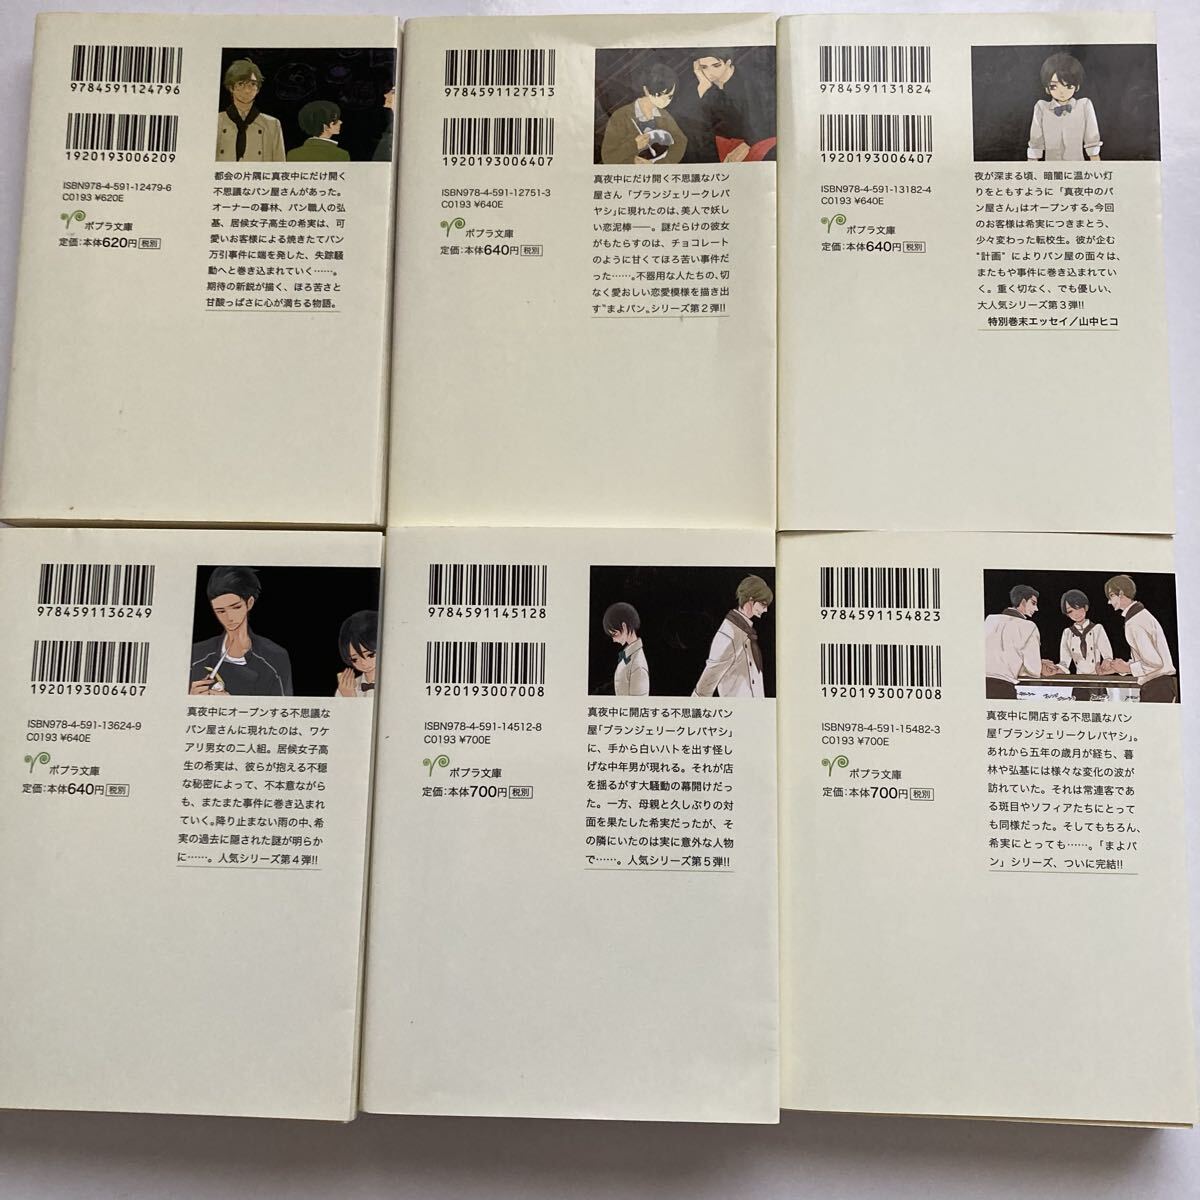 9784591124796
1920193006209
ISBN978-4-591-12479-6
C0193 ¥620E
ポプラ文庫
定価:本体620円 税別
都会の片隅に真夜中にだけ開く
不思議なパン屋さんがあった。
オーナーの暮林、パン職人の弘
基、居候女子高生の希実は、可
愛いお客様による焼きたてパン
万引事件に端を発した、失踪騒
動へと巻き込まれていく……。
期待の新鋭が描く、ほろ苦さと
甘酸っぱさに心が満ちる物語。
9784591127513
1920193006407
ISBN978-4-591-12751-3
C0193 ¥640E
ポプラ文庫
定価:本体640円 税別
真夜中にだけ開く不思議なパン
屋さん「ブランジェリークレバ
ヤシ」に現れたのは、美人で妖し
い恋泥棒――。謎だらけの彼女
がもたらすのは、チョコレート
のように甘くてほろ苦い事件だ
った……。不器用な人たちの、切
なく愛おしい恋愛模様を描き出
す"まよパン"シリーズ第2弾!!
9784591131824
1920193006407
ISBN978-4-591-13182-4
C0193 ¥640E
ポプラ文庫
定価:本体640円 税別
夜が深まる頃、暗闇に温かい灯
りをともすように「真夜中のパ
ン屋さん」はオープンする。今回
のお客様は希実につきまとう、
少々変わった転校生。彼が企む
"計画"によりパン屋の面々は、
またもや事件に巻き込まれてい
く。重く切なく、でも優しい、
大人気シリーズ第3弾!!
特別巻末エッセイ/山中ヒコ
9784591136249
1920193006407
ISBN978-4-591-13624-9
C0193 ¥640E
ポプラ文庫
定価:本体640円 税別
真夜中にオープンする不思議な
パン屋さんに現れたのは、ワケ
アリ男女の二人組。居候女子高
生の希実は、彼らが抱える不穏
な秘密によって、不本意ながら
も、またまた事件に巻き込まれ
ていく。降り止まない雨の中、希
実の過去に隠された謎が明らか
に……。人気シリーズ第4弾!!
9784591145128
1920193007008
ISBN978-4-591-14512-8
C0193 ¥700E
ポプラ文庫
定価:本体700円 税別
真夜中に開店する不思議なパン
屋「ブランジェリークレバヤシ」
に、手から白いハトを出す怪し
げな中年男が現れる。それが店
を揺るがす大騒動の幕開けだっ
た。一方、母親と久しぶりの対
面を果たした希実だったが、そ
の隣にいたのは実に意外な人物
で……。人気シリーズ第5弾!!
9784591154823
1920193007008
ISBN978-4-591-15482-3
C0193 ¥700E
ポプラ文庫
定価:本体700円 税別
真夜中に開店する不思議なパン
屋「ブランジェリークレバヤシ」。
あれから五年の歳月が経ち、暮
林や弘基には様々な変化の波が
訪れていた。それは常連客であ
る斑目やソフィアたちにとって
も同様だった。そしてもちろん、
希実にとっても……。「まよパ
ン」シリーズ、ついに完結!!